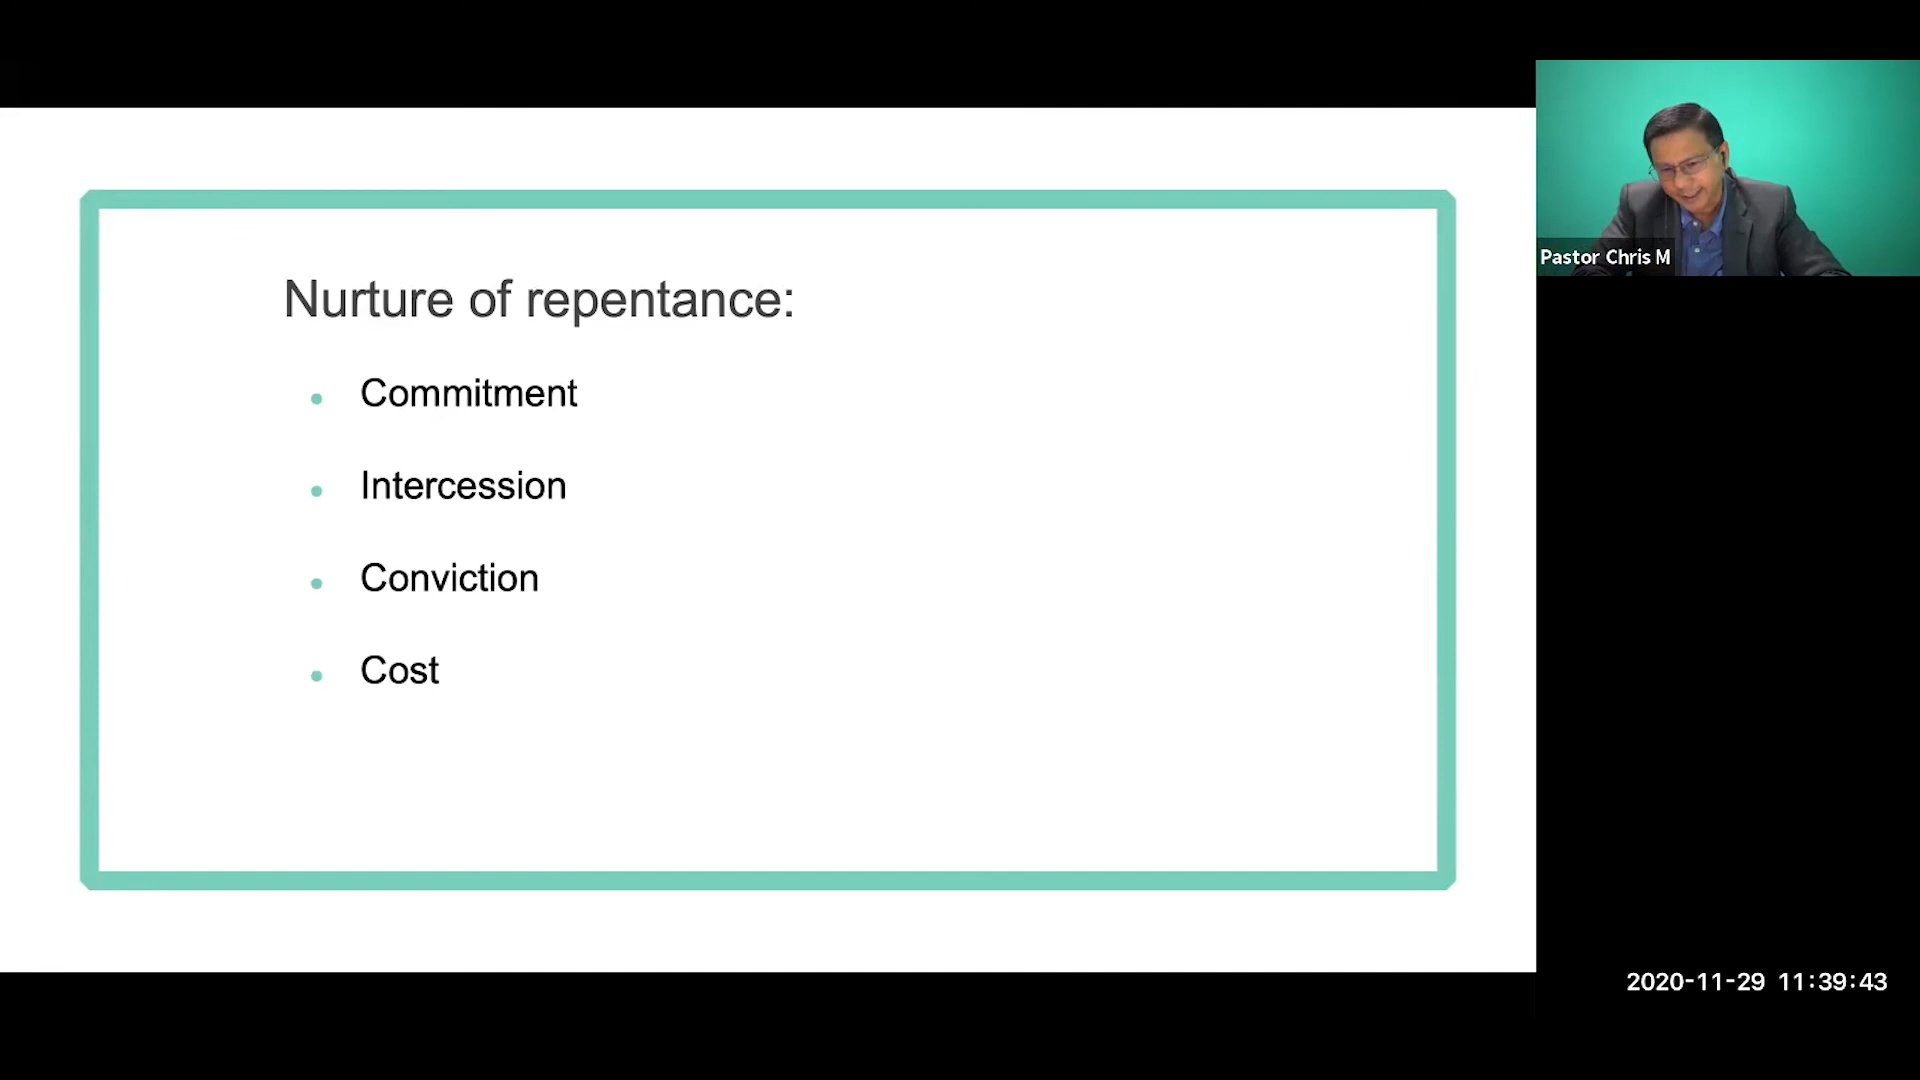 Nurture of repentance:
Commitment
Intercession
Conviction
Cost
Pastor Chris M
2020-11-29 11:39:43